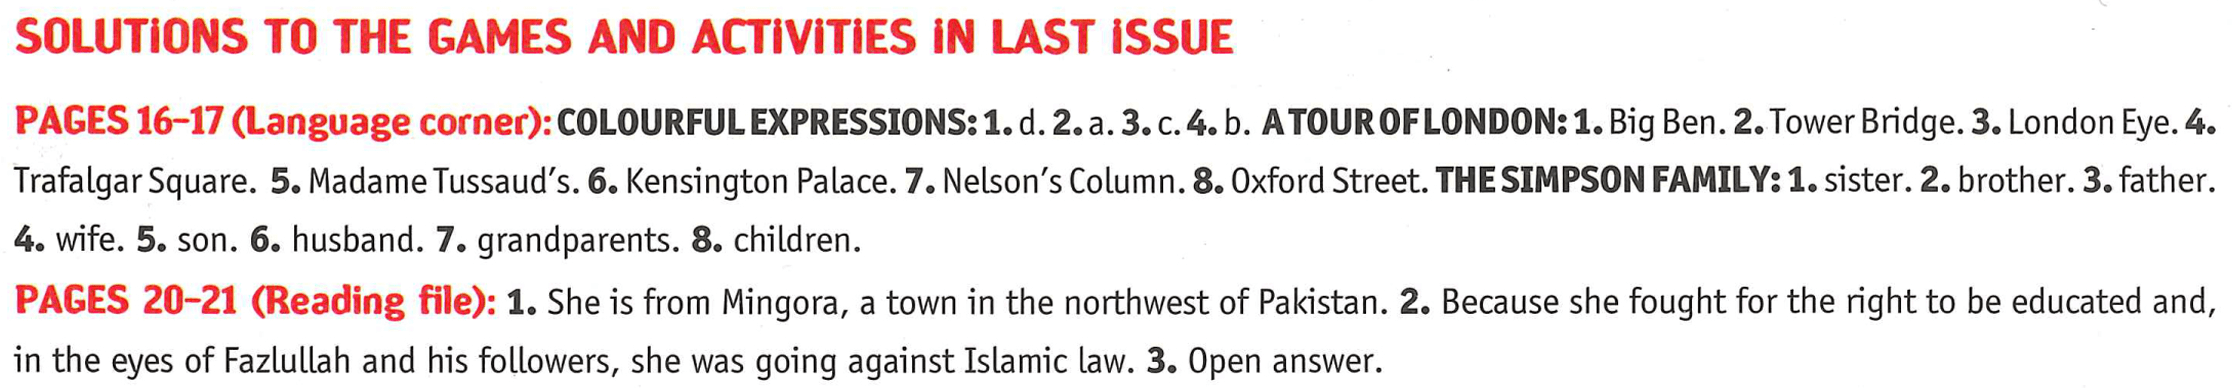 SOLUTiONS TO THE GAMES AND ACTiViTiES iN LAST iSSUE
PAGES 16–17 (Language corner): COLOURFUL EXPRESSIONS: 1. d. 2. a. 3. c. 4. b. A TOUR OF LONDON: 1. Big Ben. 2. Tower Bridge. 3. London Eye. 4.
Trafalgar Square. 5. Madame Tussaud's. 6. Kensington Palace. 7. Nelson's Column. 8. Oxford Street. THE SIMPSON FAMILY: 1. sister. 2. brother. 3. father.
4. wife. 5. son. 6. husband. 7. grandparents. 8. children.
PAGES 20–21 (Reading file): 1. She is from Mingora, a town in the northwest of Pakistan. 2. Because she fought for the right to be educated and,
in the eyes of Fazlullah and his followers, she was going against Islamic law. 3. Open answer.